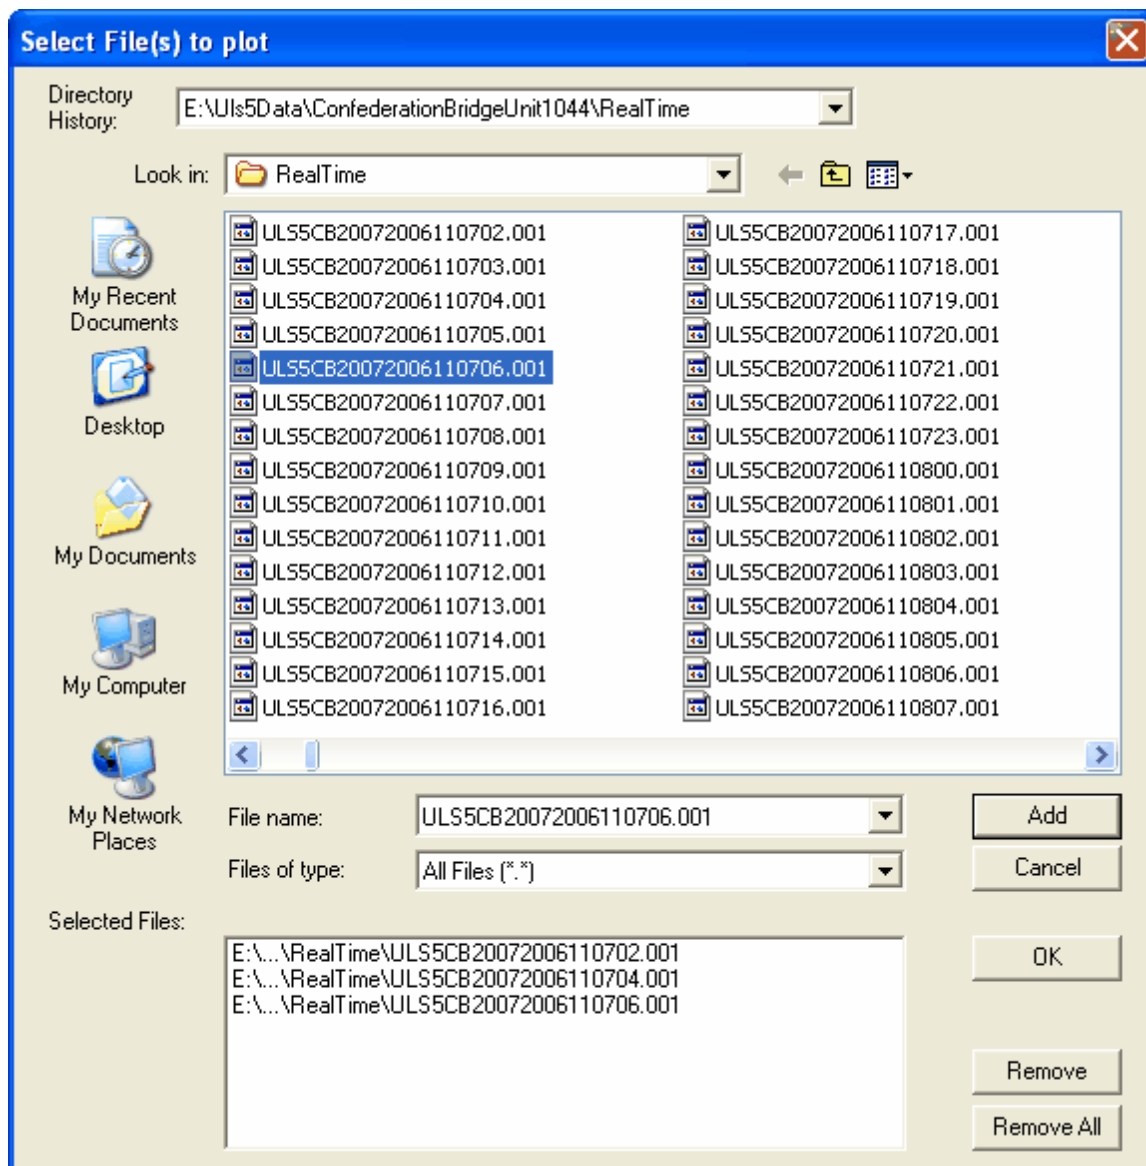 Select File(s) to plot
Directory
History:
E:\Uls5Data\ConfederationBridgeUnit1044\RealTime
Look in:
RealTime
My Recent
Documents
Desktop
My Documents
My Computer
My Network
Places
ULS5CB20072006110702.001
ULS5CB20072006110703.001
ULS5CB20072006110704.001
ULS5CB20072006110705.001
ULS5CB20072006110706.001
ULS5CB20072006110707.001
ULS5CB20072006110708.001
ULS5CB20072006110709.001
ULS5CB20072006110710.001
ULS5CB20072006110711.001
ULS5CB20072006110712.001
ULS5CB20072006110713.001
ULS5CB20072006110714.001
ULS5CB20072006110715.001
ULS5CB20072006110716.001
ULS5CB20072006110717.001
ULS5CB20072006110718.001
ULS5CB20072006110719.001
ULS5CB20072006110720.001
ULS5CB20072006110721.001
ULS5CB20072006110722.001
ULS5CB20072006110723.001
ULS5CB20072006110800.001
ULS5CB20072006110801.001
ULS5CB20072006110802.001
ULS5CB20072006110803.001
ULS5CB20072006110804.001
ULS5CB20072006110805.001
ULS5CB20072006110806.001
ULS5CB20072006110807.001
File name:
ULS5CB20072006110706.001
Add
Files of type:
All Files (*.*)
Cancel
Selected Files:
E:\...\RealTime\ULS5CB20072006110702.001
E:\...\RealTime\ULS5CB20072006110704.001
E:\...\RealTime\ULS5CB20072006110706.001
OK
Remove
Remove All